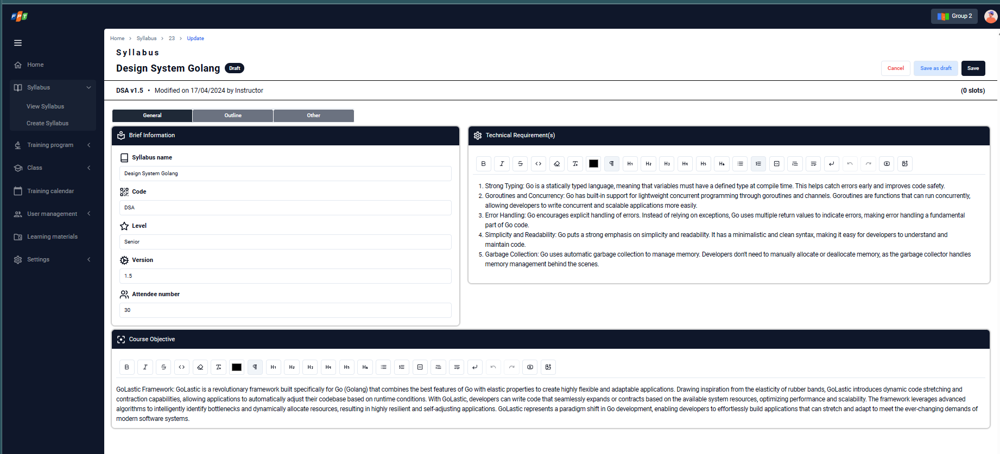 FPT
Group 2
Home > Syllabus > 23 > Update
Syllabus
Design System Golang Draft
Cancel Save as draft Save
DSA v1.5 • Modified on 17/04/2024 by Instructor (0 slots)
Home
Syllabus
View Syllabus
Create Syllabus
Training program
Class
Training calendar
User management
Learning materials
Settings
General Outline Other
Brief Information
Syllabus name
Design System Golang
Code
DSA
Level
Senior
Version
1.5
Attendee number
30
Technical Requirement(s)
B I S <> Tx ¶ H1 H2 H3 H4 H5 H6
1. Strong Typing: Go is a statically typed language, meaning that variables must have a defined type at compile time. This helps catch errors early and improves code safety.
2. Goroutines and Concurrency: Go has built-in support for lightweight concurrent programming through goroutines and channels. Goroutines are functions that can run concurrently,
allowing developers to write concurrent and scalable applications more easily.
3. Error Handling: Go encourages explicit handling of errors. Instead of relying on exceptions, Go uses multiple return values to indicate errors, making error handling a fundamental
part of Go code.
4. Simplicity and Readability: Go puts a strong emphasis on simplicity and readability. It has a minimalistic and clean syntax, making it easy for developers to understand and
maintain code.
5. Garbage Collection: Go uses automatic garbage collection to manage memory. Developers don't need to manually allocate or deallocate memory, as the garbage collector handles
memory management behind the scenes.
Course Objective
B I S <> Tx ¶ H1 H2 H3 H4 H5 H6
GoLastic Framework: GoLastic is a revolutionary framework built specifically for Go (Golang) that combines the best features of Go with elastic properties to create highly flexible and adaptable applications. Drawing inspiration from the elasticity of rubber bands, GoLastic introduces dynamic code stretching and
contraction capabilities, allowing applications to automatically adjust their codebase based on runtime conditions. With GoLastic, developers can write code that seamlessly expands or contracts based on the available system resources, optimizing performance and scalability. The framework leverages advanced
algorithms to intelligently identify bottlenecks and dynamically allocate resources, resulting in highly resilient and self-adjusting applications. GoLastic represents a paradigm shift in Go development, enabling developers to effortlessly build applications that can stretch and adapt to meet the ever-changing demands of
modern software systems.